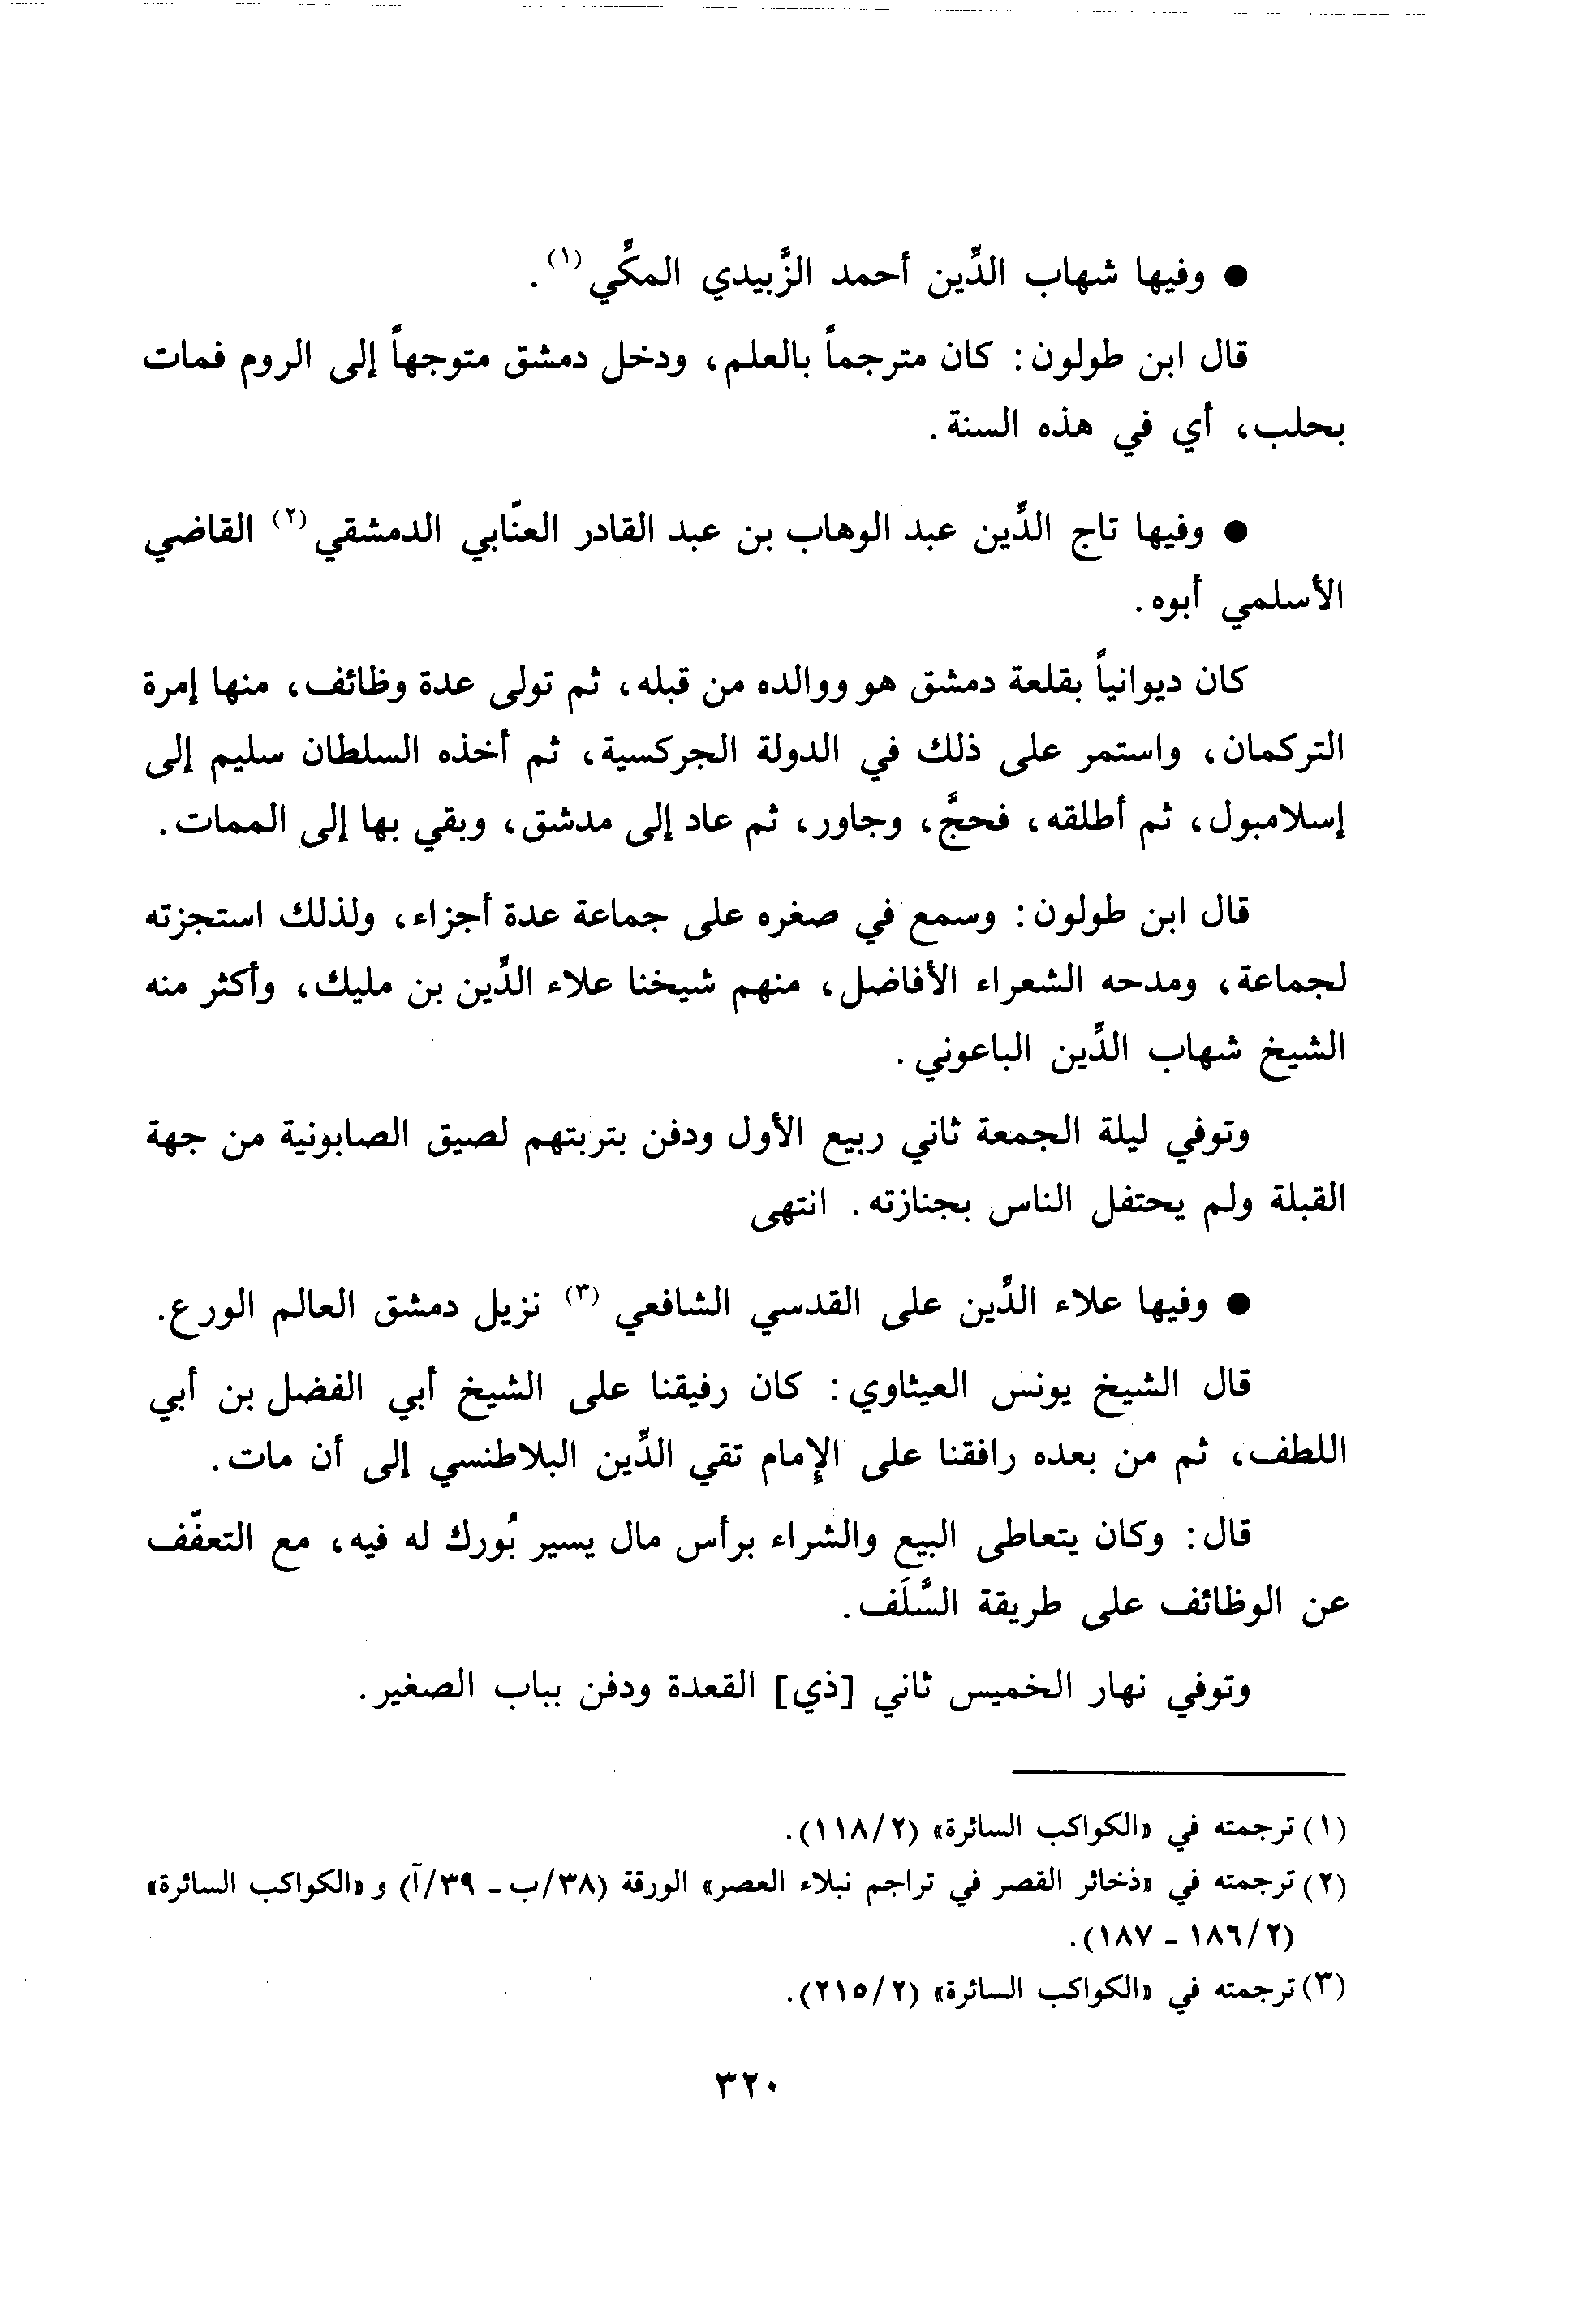 ● وفيها شهاب الدِّين أحمد الزَّبيدي المكِّي (١).
قال ابن طولون: كان مترجماً بالعلم، ودخل دمشق متوجهاً إلى الروم فمات
بحلب، أي في هذه السنة.
● وفيها تاج الدِّين عبد الوهاب بن عبد القادر العنّابي الدمشقي (٢) القاضي
الأسلمي أبوه.
كان ديوانياً بقلعة دمشق هو ووالده من قبله، ثم تولى عدة وظائف، منها إمرة
التركمان، واستمر على ذلك في الدولة الجركسية، ثم أخذه السلطان سليم إلى
إسلامبول، ثم أطلقه، فحجَّ، وجاور، ثم عاد إلى مدشق، وبقي بها إلى الممات.
قال ابن طولون: وسمع في صغره على جماعة عدة أجزاء، ولذلك استجزته
لجماعة، ومدحه الشعراء الأفاضل، منهم شيخنا علاء الدِّين بن مليك، وأكثر منه
الشيخ شهاب الدِّين الباعوني.
وتوفي ليلة الجمعة ثاني ربيع الأول ودفن بتربتهم لصيق الصابونية من جهة
القبلة ولم يحتفل الناس بجنازته. انتهى
● وفيها علاء الدِّين على القدسي الشافعي (٣) نزيل دمشق العالم الورع.
قال الشيخ يونس العيثاوي: كان رفيقنا على الشيخ أبي الفضل بن أبي
اللطف، ثم من بعده رافقنا على الإمام تقي الدِّين البلاطنسي إلى أن مات.
قال: وكان يتعاطى البيع والشراء برأس مال يسير بُورك له فيه، مع التعفّف
عن الوظائف على طريقة السَّلَف.
وتوفي نهار الخميس ثاني [ذي] القعدة ودفن بباب الصغير.
(١) ترجمته في «الكواكب السائرة» (٢/١١٨).
(٢) ترجمته في «ذخائر القصر في تراجم نبلاء العصر» الورقة (٣٨/ب ـ ٣٩/آ) و «الكواكب السائرة»
(٢/١٨٦ ـ ١٨٧).
(٣) ترجمته في «الكواكب السائرة» (٢/٢١٥).
٣٢٠